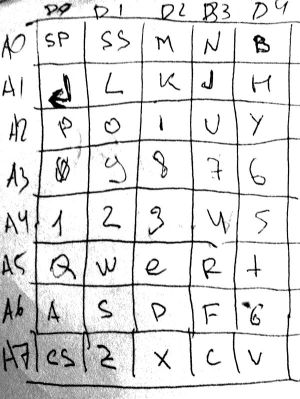 D0 D1 D2 D3 D4
A0 SP SS M N B
A1 ↲ L K J H
A2 P O I U Y
A3 0 9 8 7 6
A4 1 2 3 4 5
A5 Q W e R t
A6 A S D F G
A7 CS Z X C V